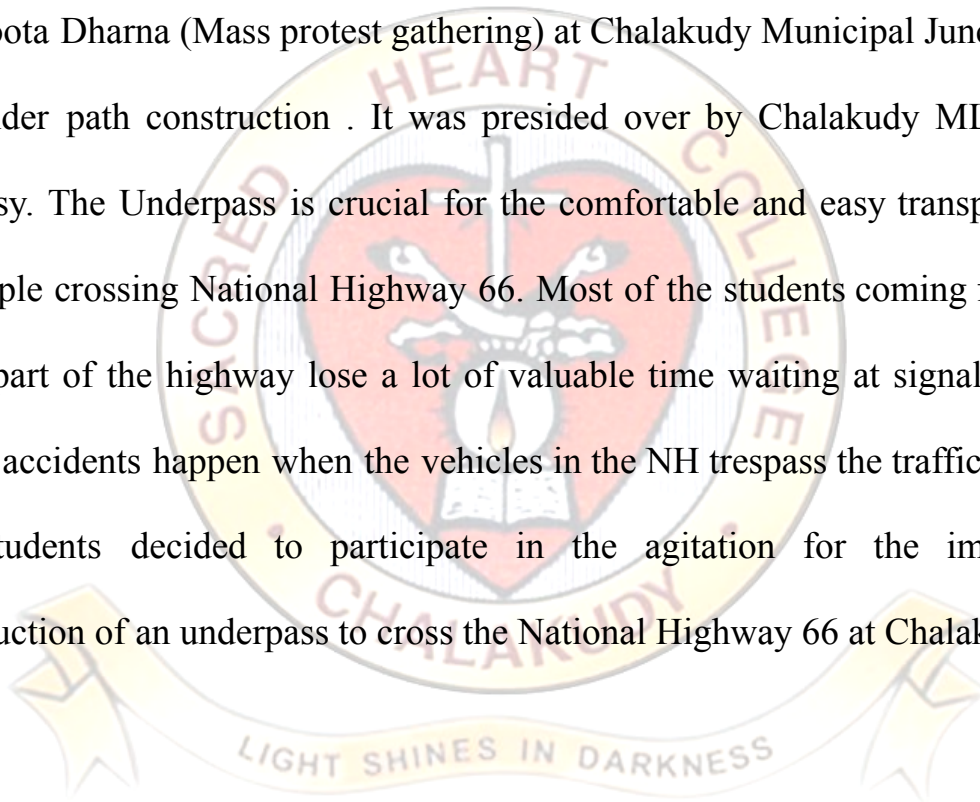 oota Dharna (Mass protest gathering) at Chalakudy Municipal Junc
der path construction . It was presided over by Chalakudy ML
sy. The Underpass is crucial for the comfortable and easy transp
ple crossing National Highway 66. Most of the students coming
part of the highway lose a lot of valuable time waiting at signal
accidents happen when the vehicles in the NH trespass the traffic
tudents decided to participate in the agitation for the im
uction of an underpass to cross the National Highway 66 at Chalak
SACRED HEART COLLEGE
CHALAKUDY
LIGHT SHINES IN DARKNESS